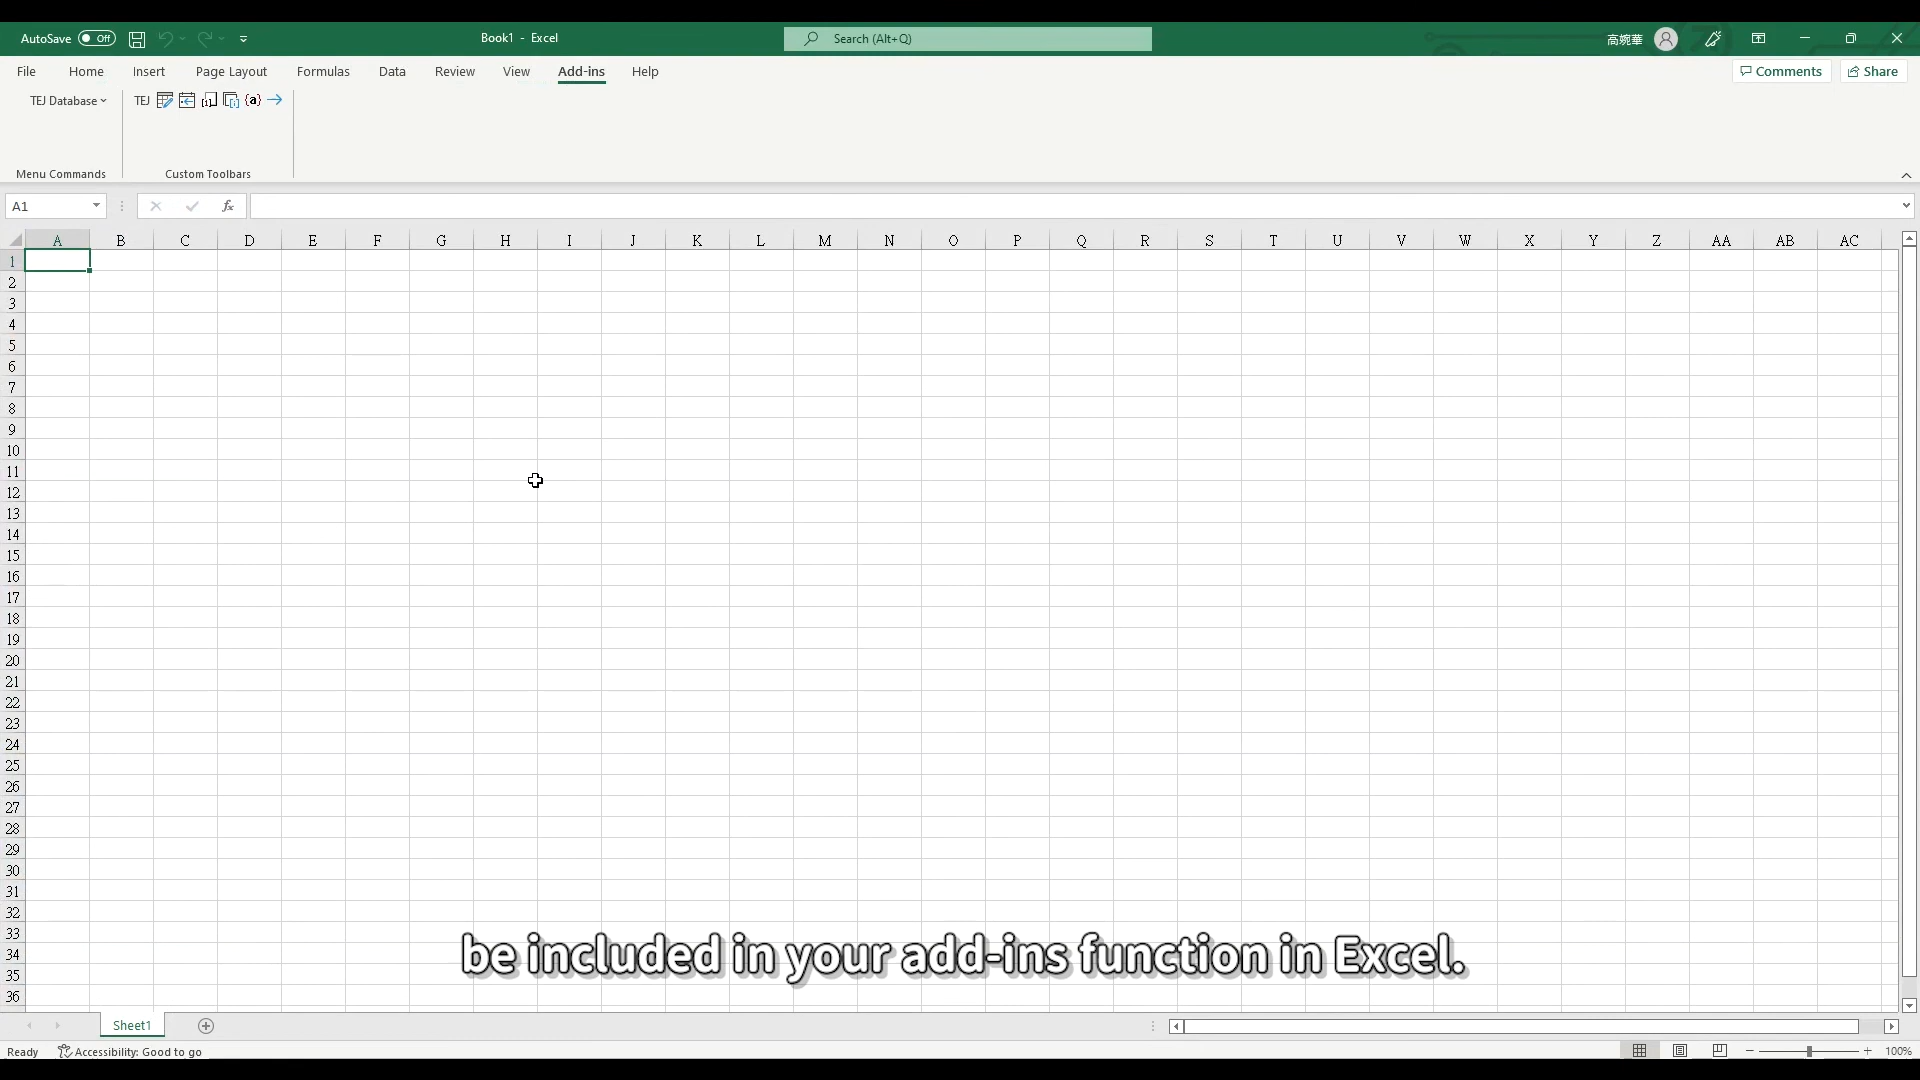 AutoSave Off
Book1 - Excel
Search (Alt+Q)
高婉華
File Home Insert Page Layout Formulas Data Review View Add-ins Help
Comments Share
TEJ Database
TEJ {a}
Menu Commands
Custom Toolbars
A1
fx
A B C D E F G H I J K L M N O P Q R S T U V W X Y Z AA AB AC
1
2
3
4
5
6
7
8
9
10
11
12
13
14
15
16
17
18
19
20
21
22
23
24
25
26
27
28
29
30
31
32
33
34
35
36
be included in your add-ins function in Excel.
Sheet1
Ready Accessibility: Good to go
100%